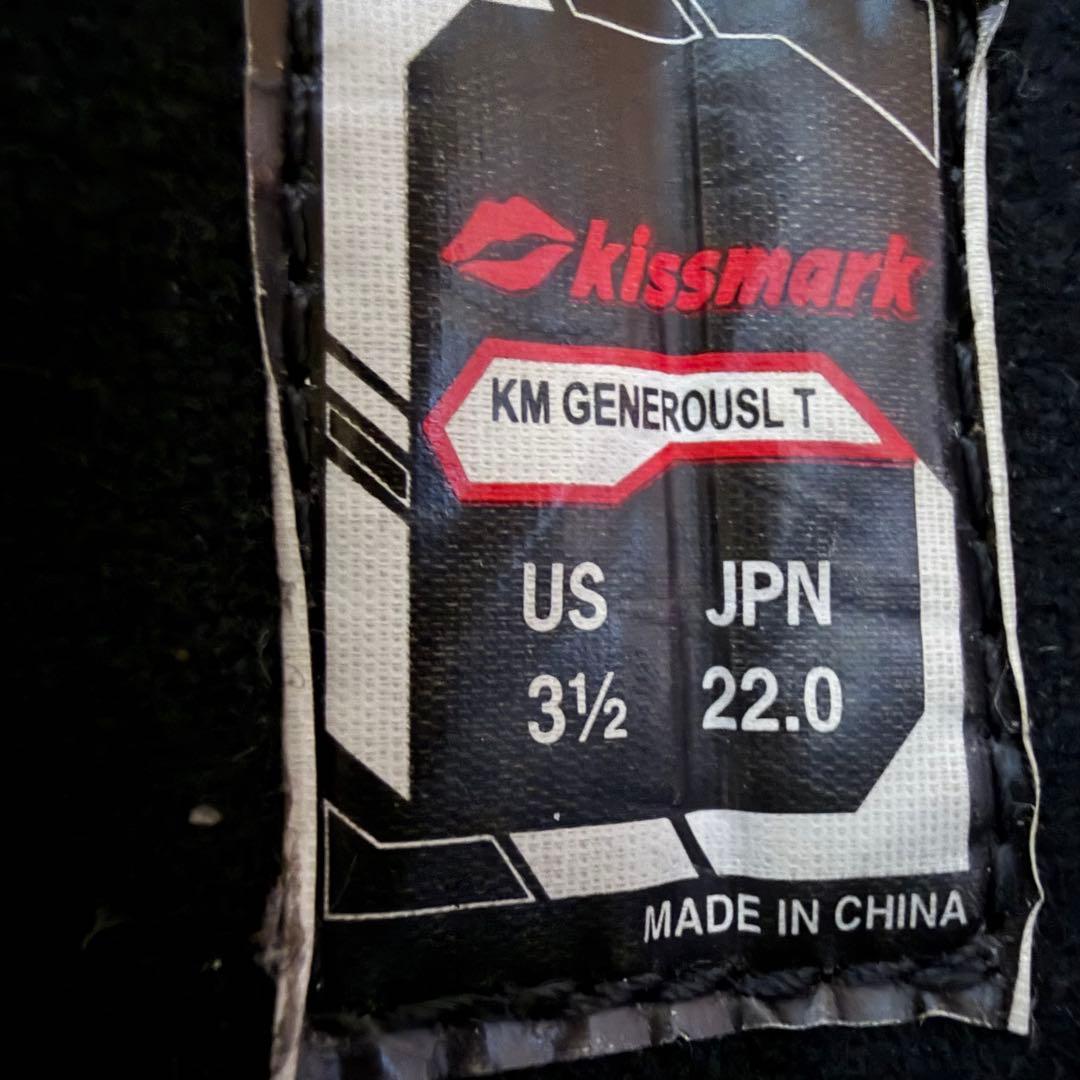 kissmark
KM GENEROUSL T
US JPN
3½ 22.0
MADE IN CHINA